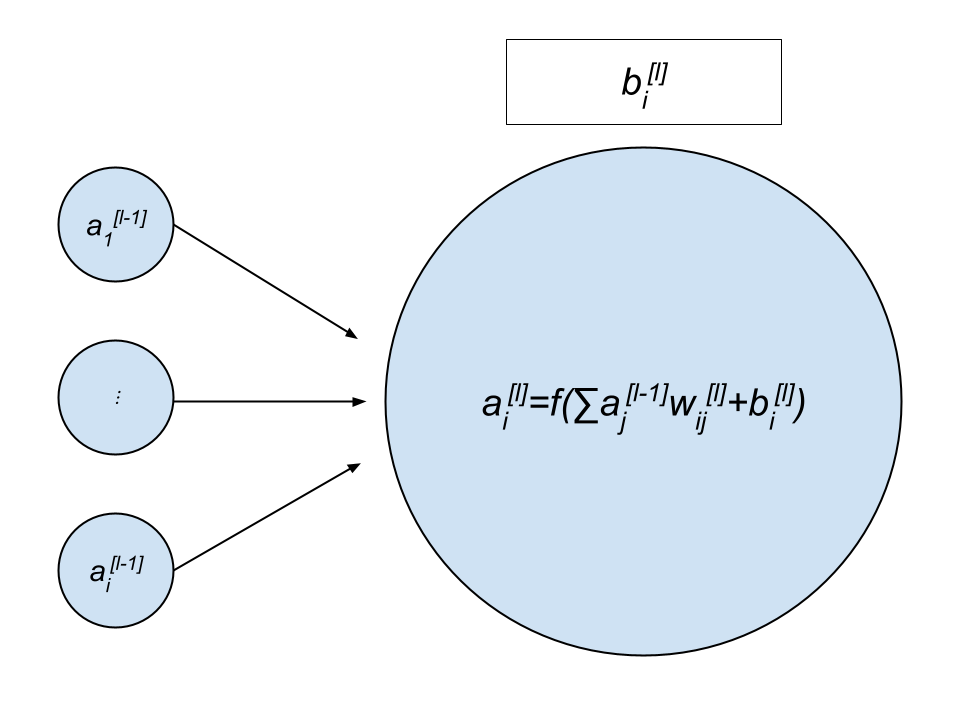 b_i^[l]
a_1^[l-1]
⋮
a_i^[l]=f(∑a_j^[l-1]w_ij^[l]+b_i^[l])
a_i^[l-1]